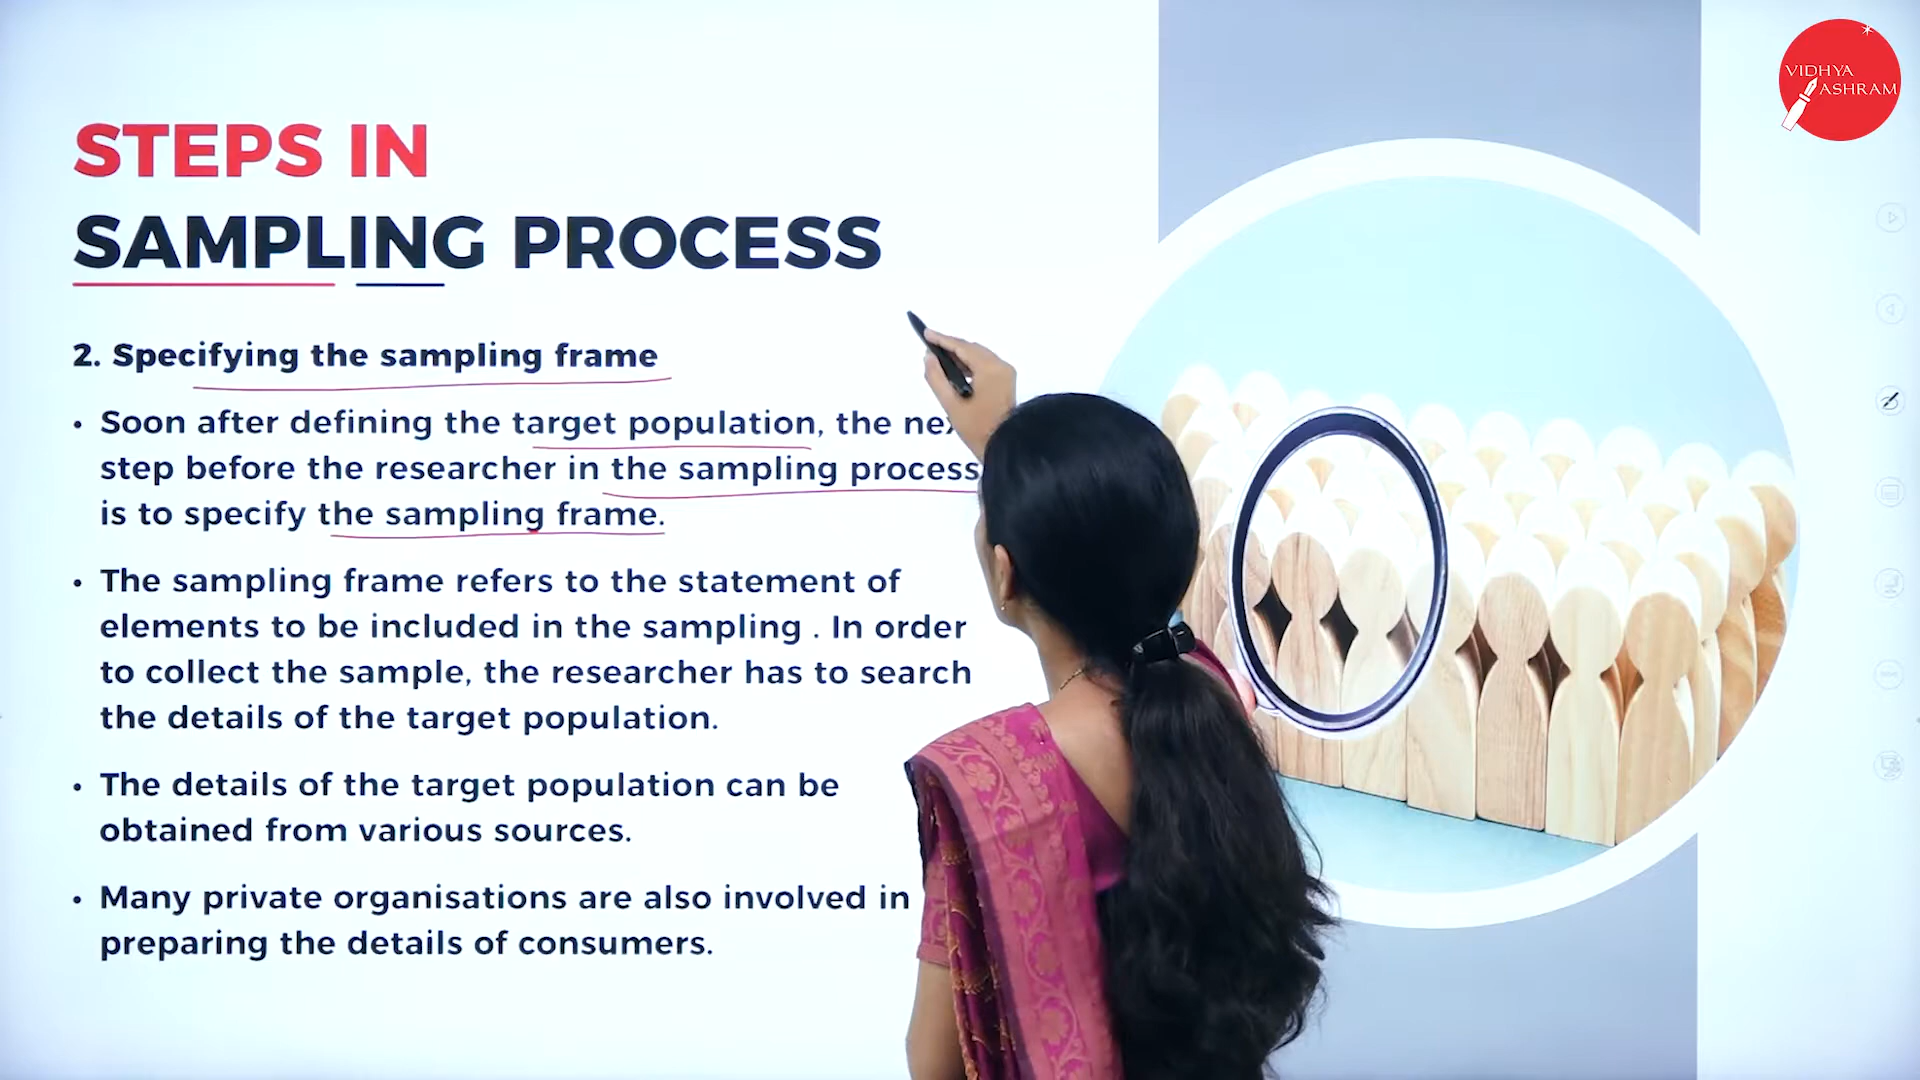 VIDHYA
ASHRAM
STEPS IN
SAMPLING PROCESS
2. Specifying the sampling frame
• Soon after defining the target population, the
step before the researcher in the sampling process
is to specify the sampling frame.
• The sampling frame refers to the statement of
elements to be included in the sampling . In order
to collect the sample, the researcher has to search
the details of the target population.
• The details of the target population can be
obtained from various sources.
• Many private organisations are also involved in
preparing the details of consumers.